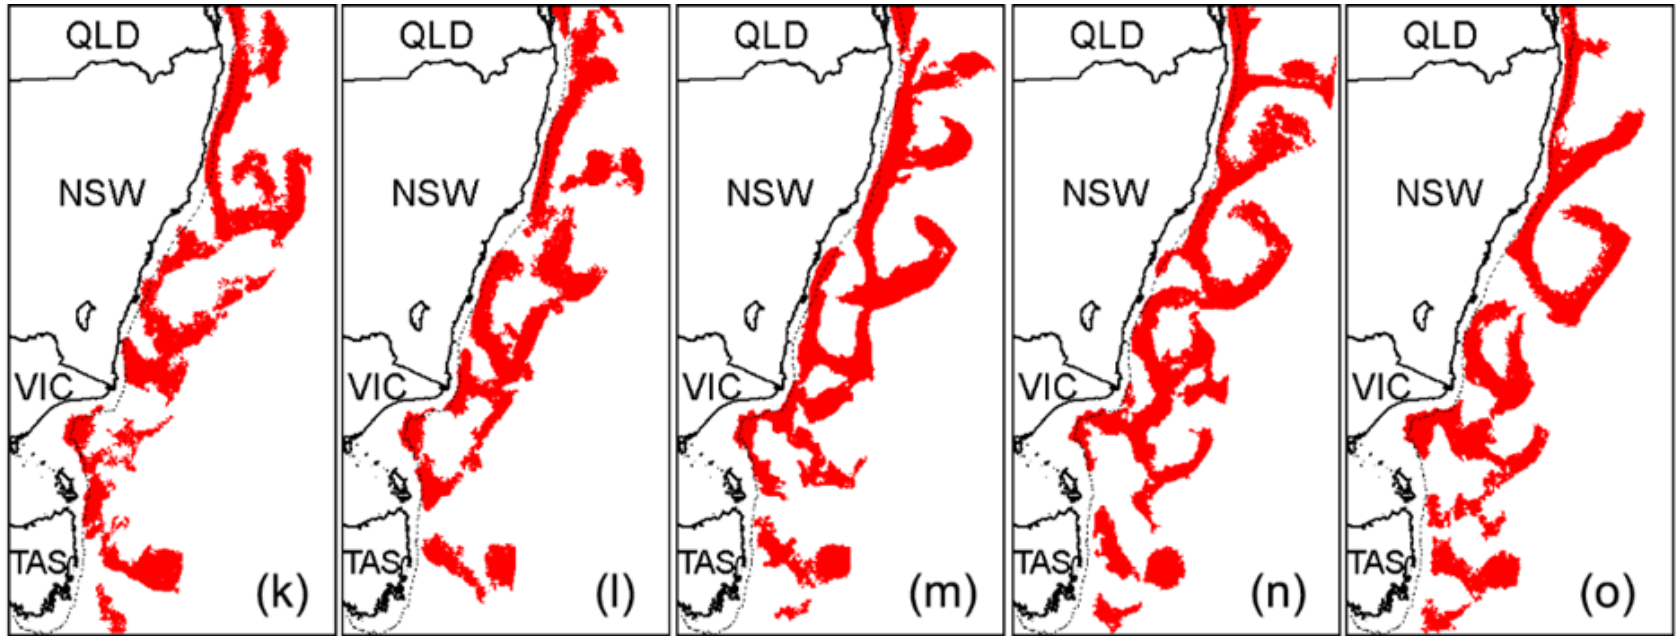 QLD QLD QLD QLD QLD
NSW NSW NSW NSW NSW
VIC VIC VIC VIC VIC
TAS TAS TAS TAS TAS
(k) (l) (m) (n) (o)